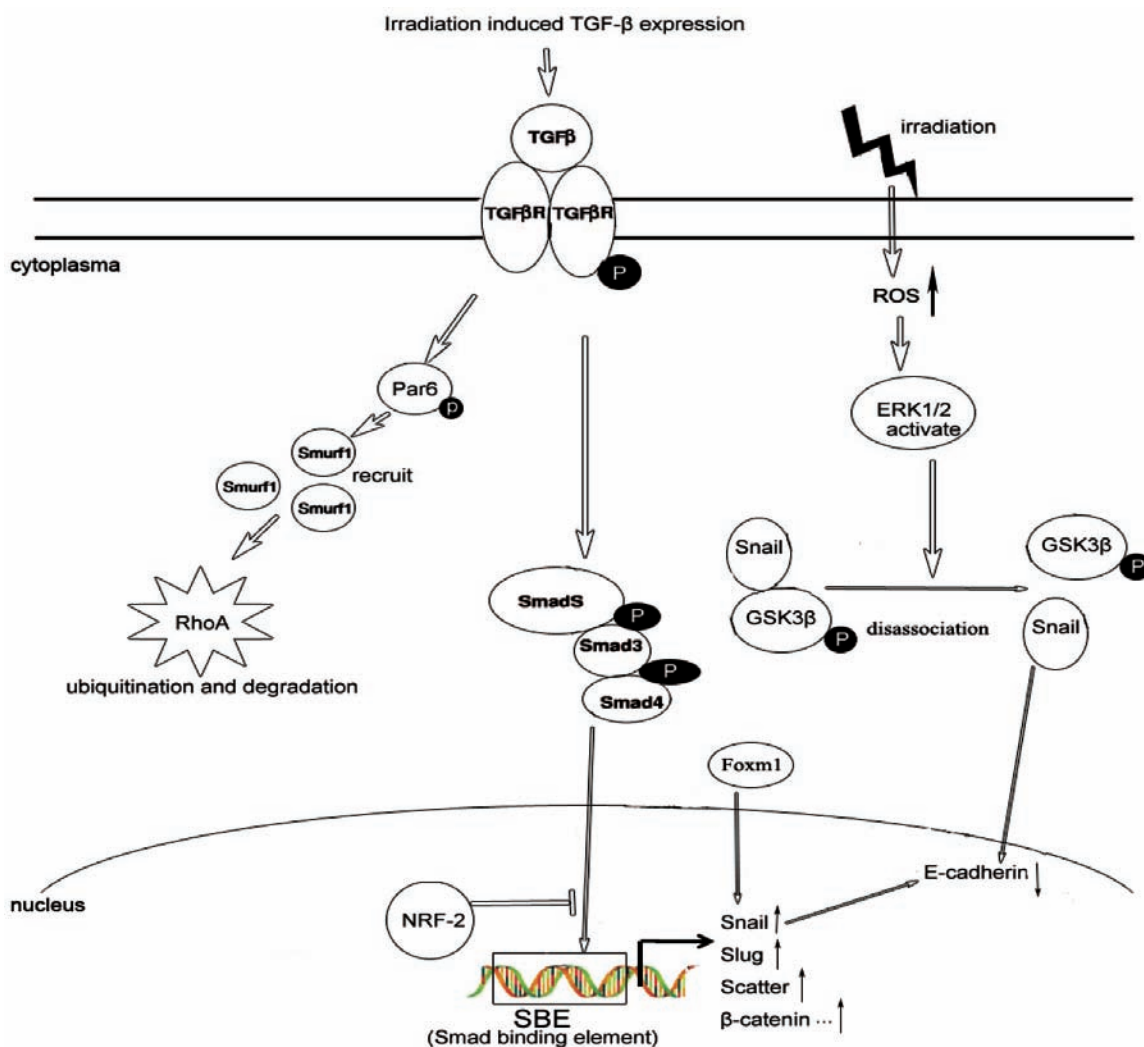 Irradiation induced TGF-β expression
TGFβ
irradiation
TGFβR TGFβR
P
cytoplasma
ROS
Par6
p
ERK1/2
activate
Smurf1
recruit
Smurf1
Smurf1
Snail
GSK3β
P
GSK3β
P
disassociation
Snail
RhoA
ubiquitination and degradation
SmadS
P
Smad3
P
Smad4
Foxm1
E-cadherin
nucleus
NRF-2
Snail
Slug
Scatter
β-catenin ...
SBE
(Smad binding element)